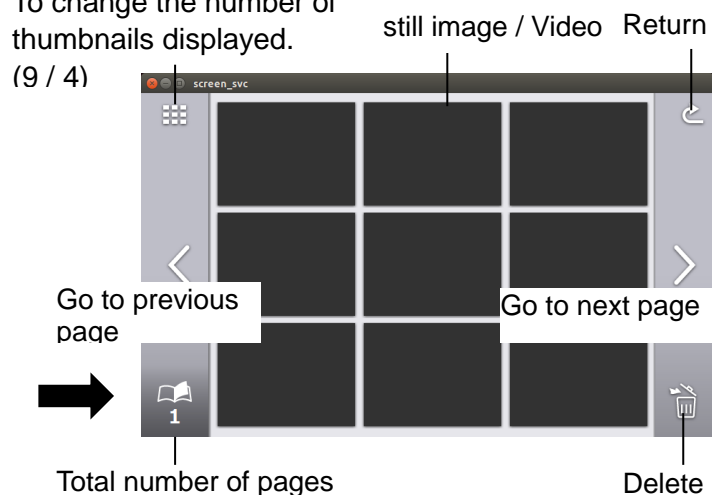 To change the number of
thumbnails displayed.
(9 / 4)
still image / Video
Return
screen_svc
Go to previous
page
Go to next page
1
Total number of pages
Delete